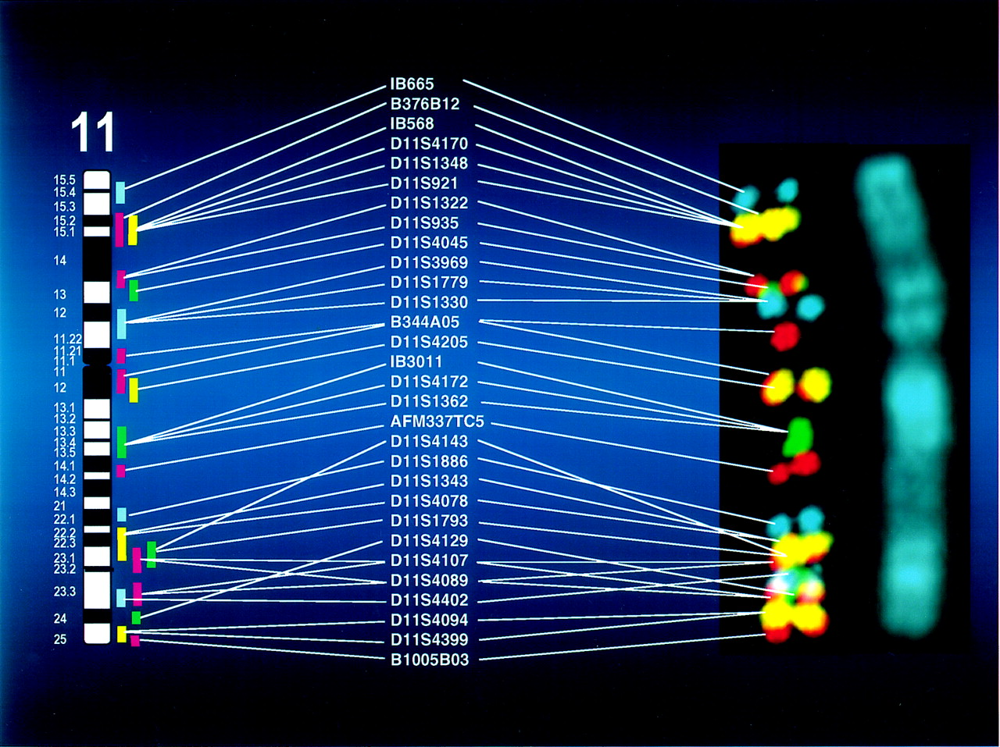 11
15.5
15.4
15.3
15.2
15.1
14
13
12
11.22
11.21
11.1
11
12
13.1
13.2
13.3
13.4
13.5
14.1
14.2
14.3
21
22.1
22.2
22.3
23.1
23.2
23.3
24
25
IB665
B376B12
IB568
D11S4170
D11S1348
D11S921
D11S1322
D11S935
D11S4045
D11S3969
D11S1779
D11S1330
B344A05
D11S4205
IB3011
D11S4172
D11S1362
AFM337TC5
D11S4143
D11S1886
D11S1343
D11S4078
D11S1793
D11S4129
D11S4107
D11S4089
D11S4402
D11S4094
D11S4399
B1005B03